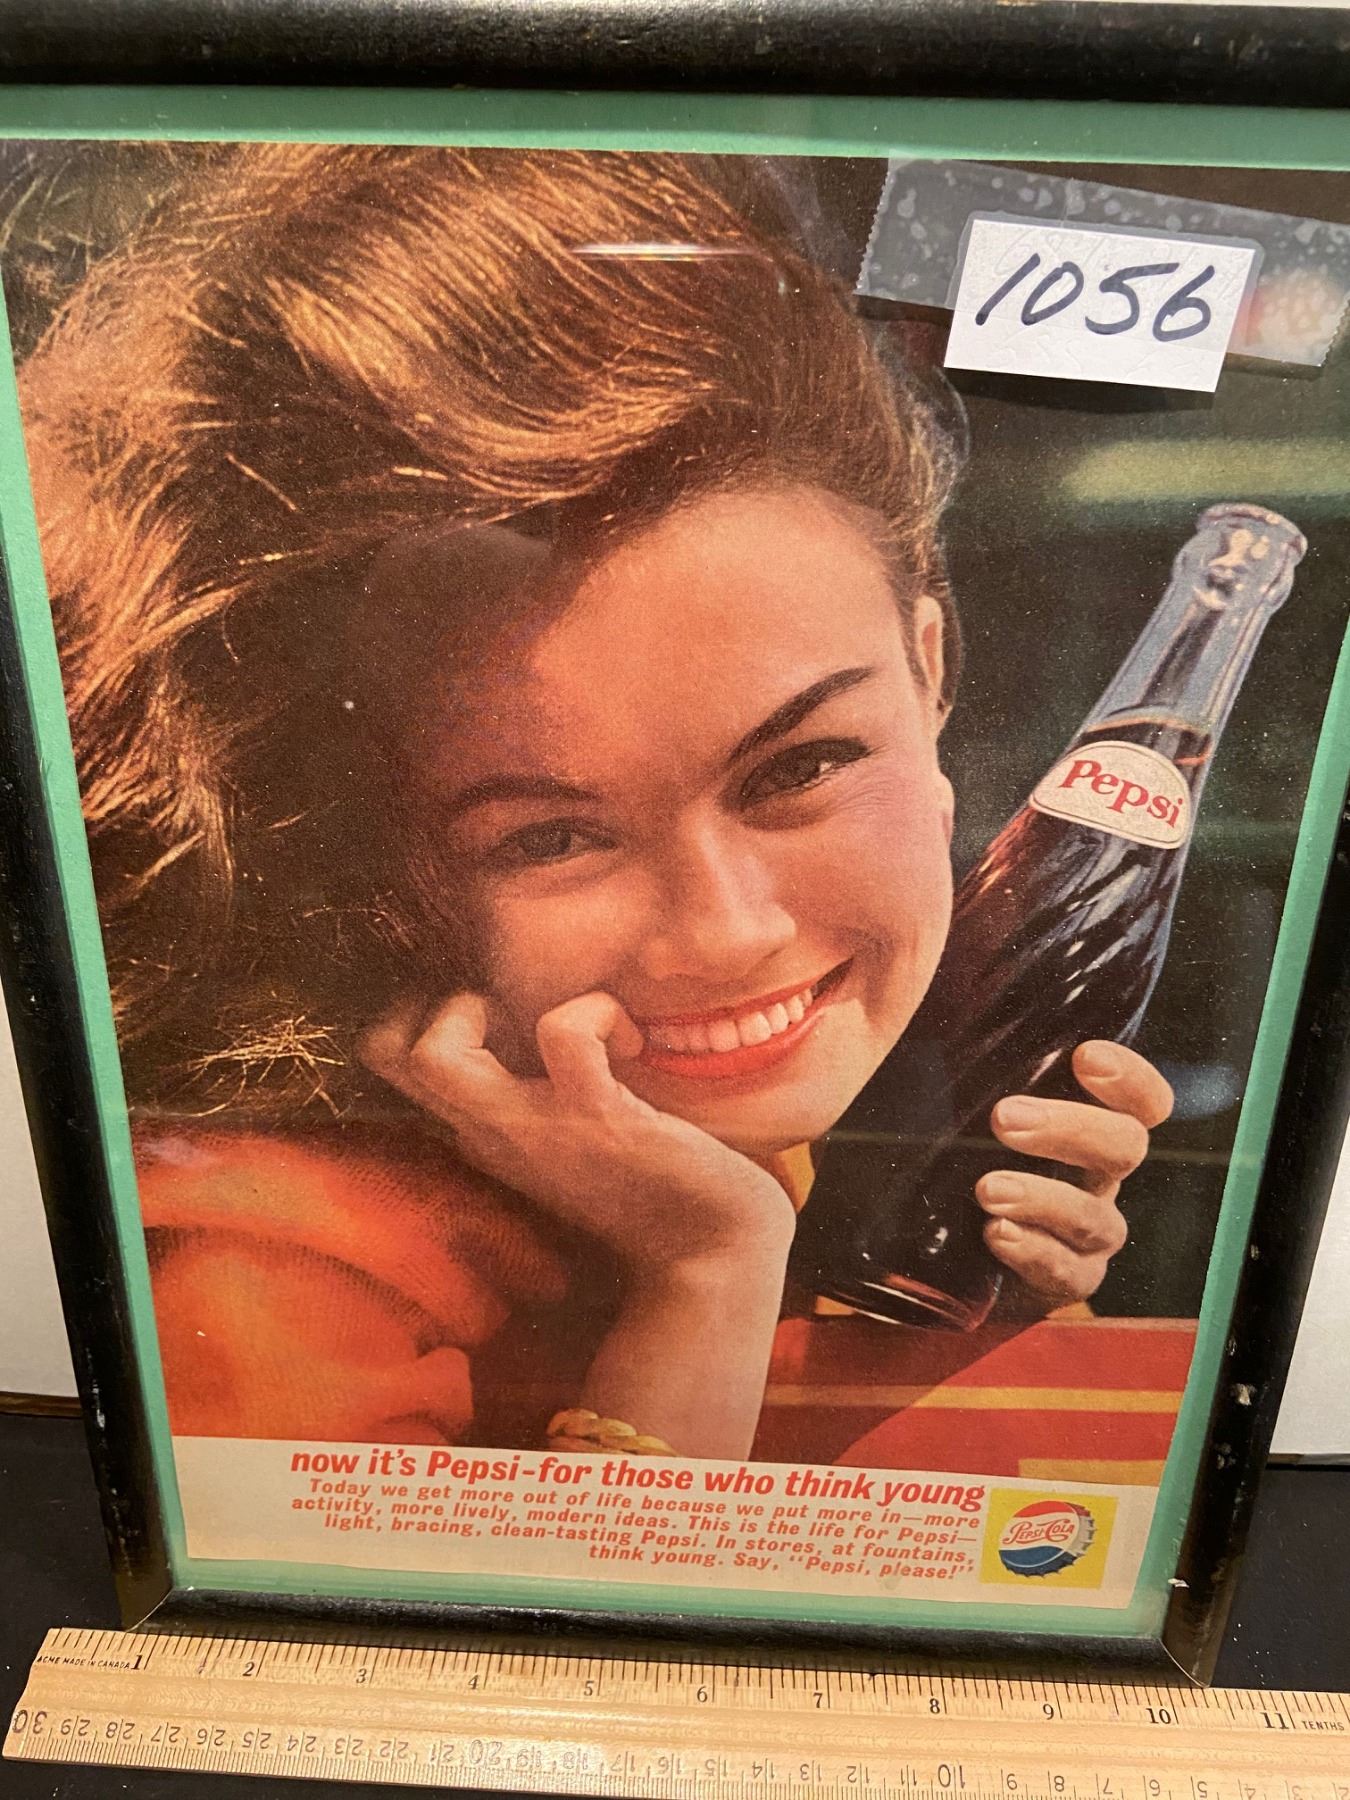 1056
Pepsi
now it's Pepsi-for those who think young
Today we get more out of life because we put more in—more
activity, more lively, modern ideas. This is the life for Pepsi—
light, bracing, clean-tasting Pepsi. In stores, at fountains,
think young. Say, "Pepsi, please!"
PEPSI-COLA
ACME MADE IN CANADA 1 2 3 4 5 6 7 8 9 10 11 TENTHS
30 29 28 27 26 25 24 23 22 21 20 19 18 17 16 15 14 13 12 11 10 9 8 7 6 5 4 3